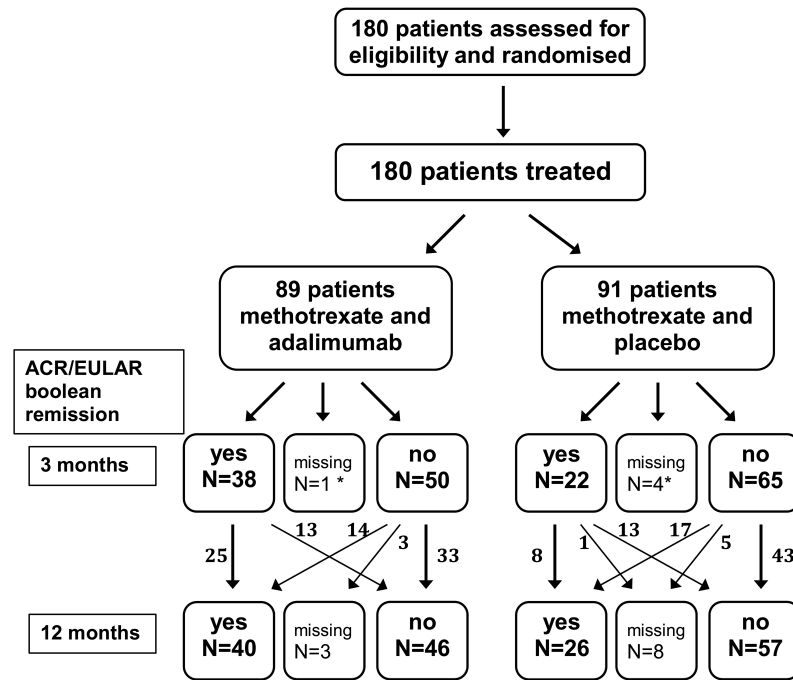 180 patients assessed for
eligibility and randomised
180 patients treated
89 patients
methotrexate and
adalimumab
91 patients
methotrexate and
placebo
ACR/EULAR
boolean
remission
3 months
yes
N=38
missing
N=1 *
no
N=50
yes
N=22
missing
N=4*
no
N=65
25
13
14
3
33
8
1
13
17
5
43
12 months
yes
N=40
missing
N=3
no
N=46
yes
N=26
missing
N=8
no
N=57